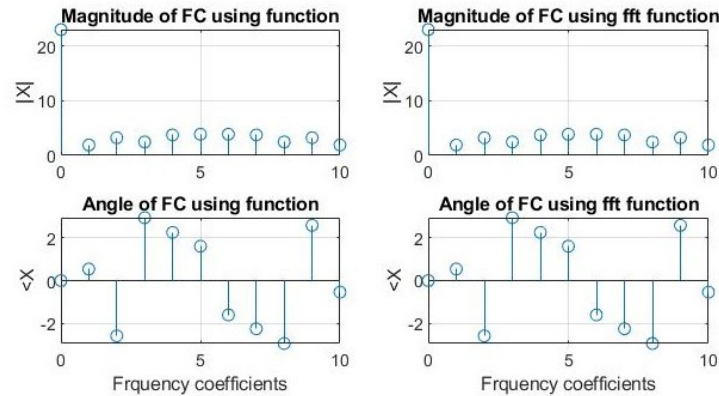 Magnitude of FC using function
|X|
20
10
0
0
5
10
Magnitude of FC using fft function
|X|
20
10
0
0
5
10
Angle of FC using function
<X
2
0
-2
0
5
10
Frquency coefficients
Angle of FC using fft function
<X
2
0
-2
0
5
10
Frquency coefficients